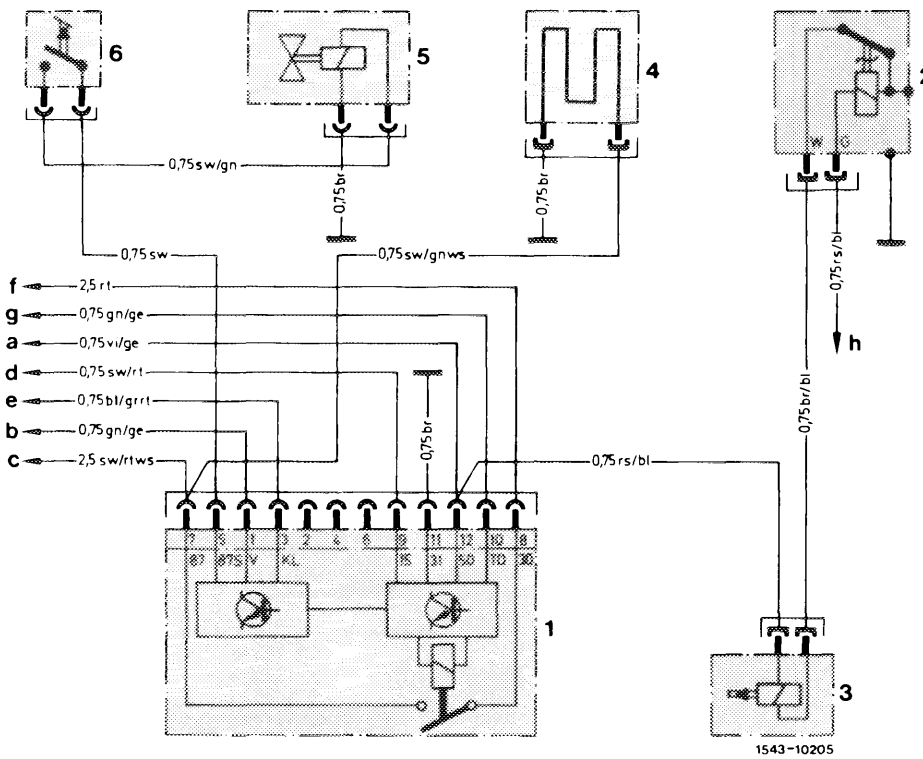 6
5
4
2
W G
0,75 sw/gn
0,75 br
0,75 br
0,75 sw
0,75 sw/gnws
0,75 rs/bl
f 2,5 rt
g 0,75 gn/ge
a 0,75 vi/ge
h
d 0,75 sw/rt
e 0,75 bl/grrt
0,75 br
0,75 br/bl
b 0,75 gn/ge
c 2,5 sw/rtws
0,75 rs/bl
7 5 1 3 2 4 6 9 11 12 10 8
87 87S V KL 15 31 50 TD 30
1
3
1543-10205